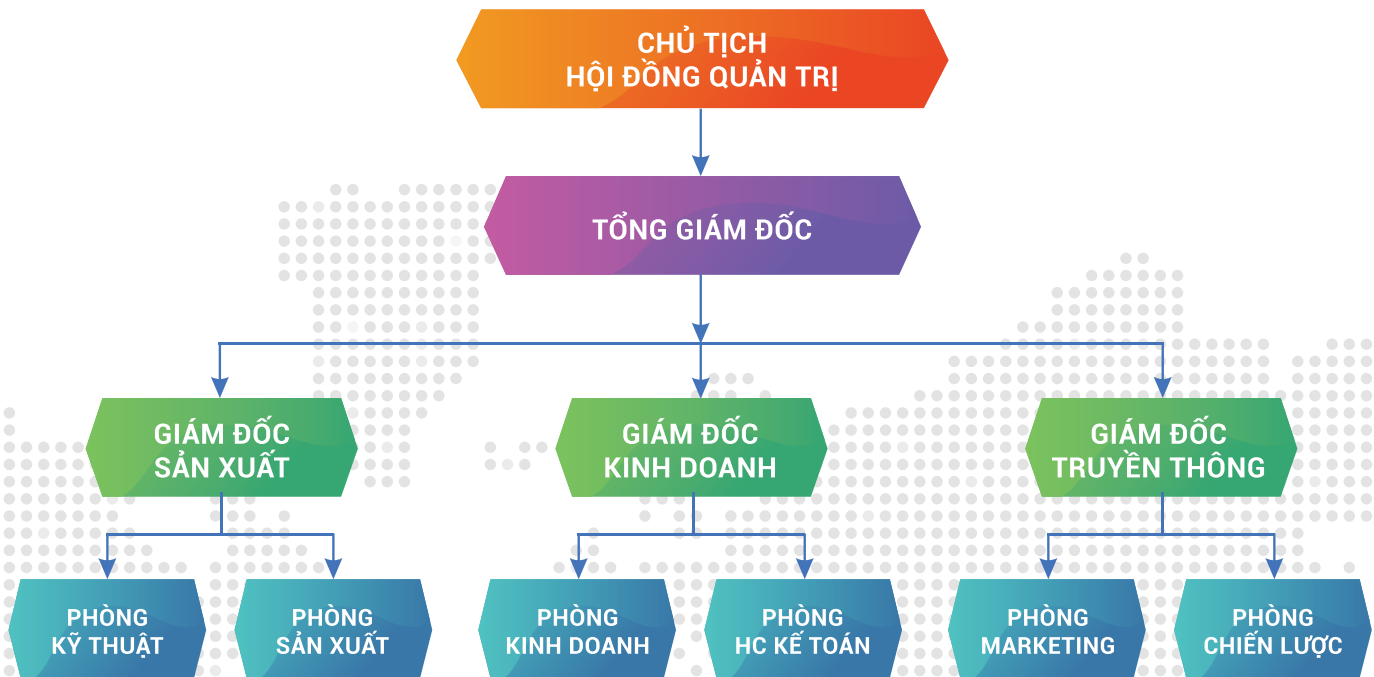 CHỦ TỊCH
HỘI ĐỒNG QUẢN TRỊ
TỔNG GIÁM ĐỐC
GIÁM ĐỐC
SẢN XUẤT
GIÁM ĐỐC
KINH DOANH
GIÁM ĐỐC
TRUYỀN THÔNG
PHÒNG
KỸ THUẬT
PHÒNG
SẢN XUẤT
PHÒNG
KINH DOANH
PHÒNG
HC KẾ TOÁN
PHÒNG
MARKETING
PHÒNG
CHIẾN LƯỢC